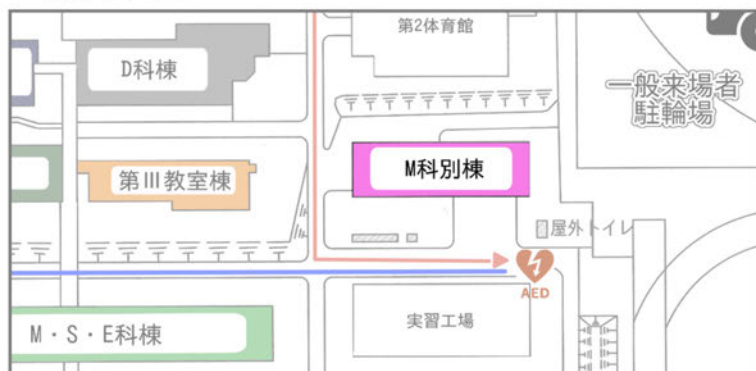 第2体育館
D科棟
一般来場者
駐輪場
M科別棟
第III教室棟
屋外トイレ
AED
M・S・E科棟
実習工場